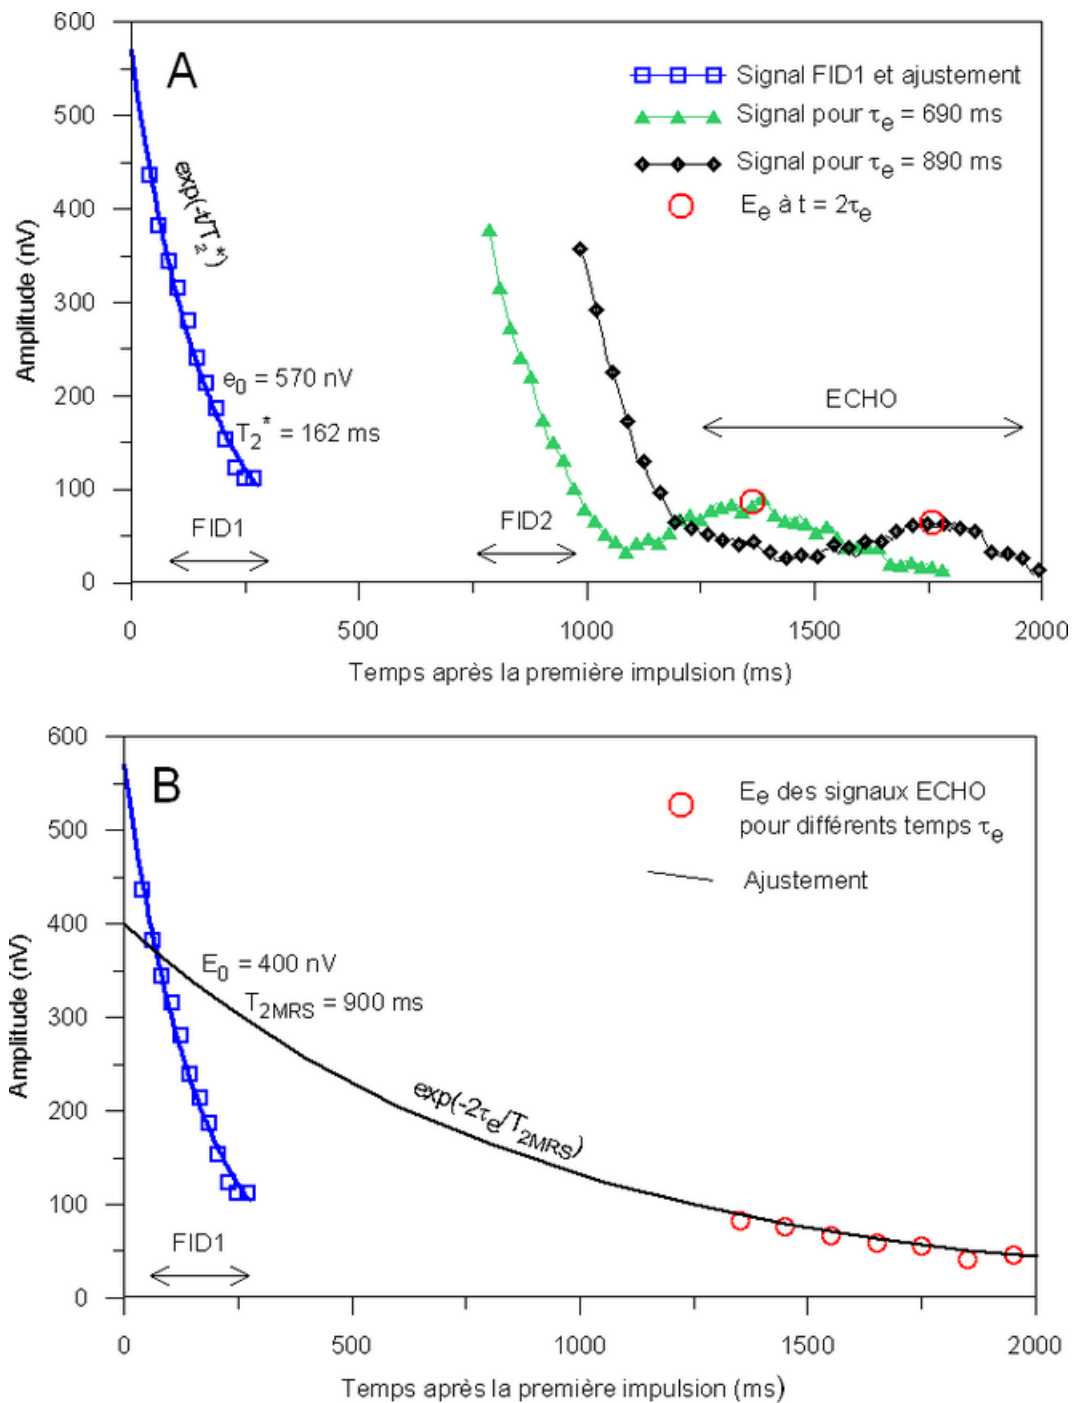 600
500
400
300
200
100
0
Amplitude (nV)
A
Signal FID1 et ajustement
Signal pour τe = 690 ms
Signal pour τe = 890 ms
Ee à t = 2τe
exp(-t/T2*)
e0 = 570 nV
T2* = 162 ms
ECHO
FID1
FID2
0 500 1000 1500 2000
Temps après la première impulsion (ms)
600
500
400
300
200
100
0
Amplitude (nV)
B
Ee des signaux ECHO
pour différents temps τe
Ajustement
E0 = 400 nV
T2MRS = 900 ms
exp(-2τe/T2MRS)
FID1
0 500 1000 1500 2000
Temps après la première impulsion (ms)